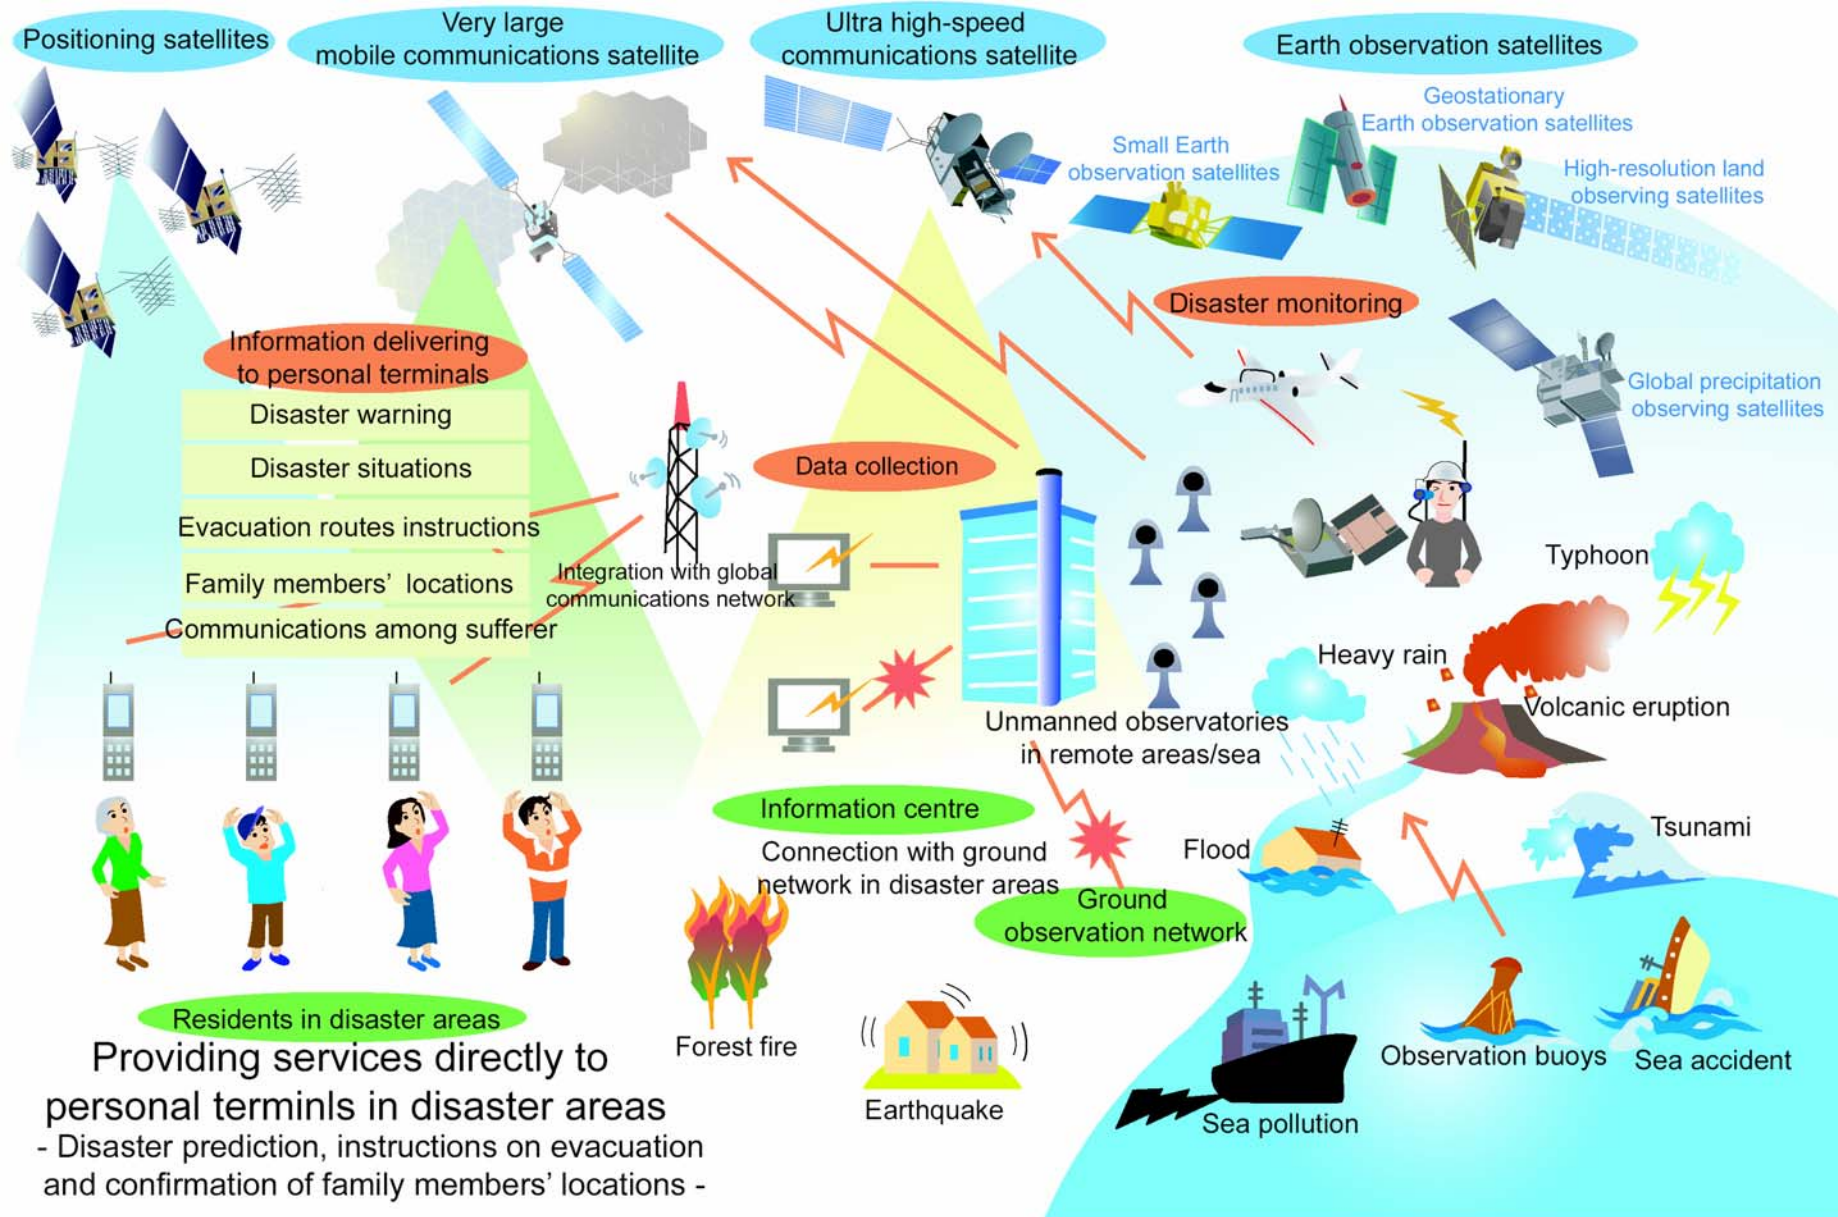 Positioning satellites
Very large
mobile communications satellite
Ultra high-speed
communications satellite
Earth observation satellites
Geostationary
Earth observation satellites
Small Earth
observation satellites
High-resolution land
observing satellites
Disaster monitoring
Global precipitation
observing satellites
Information delivering
to personal terminals
Disaster warning
Disaster situations
Evacuation routes instructions
Family members’ locations
Communications among sufferer
Integration with global
communications network
Data collection
Unmanned observatories
in remote areas/sea
Typhoon
Heavy rain
Volcanic eruption
Information centre
Connection with ground
network in disaster areas
Ground
observation network
Flood
Tsunami
Forest fire
Earthquake
Sea pollution
Observation buoys
Sea accident
Residents in disaster areas
Providing services directly to
personal terminls in disaster areas
- Disaster prediction, instructions on evacuation
and confirmation of family members’ locations -